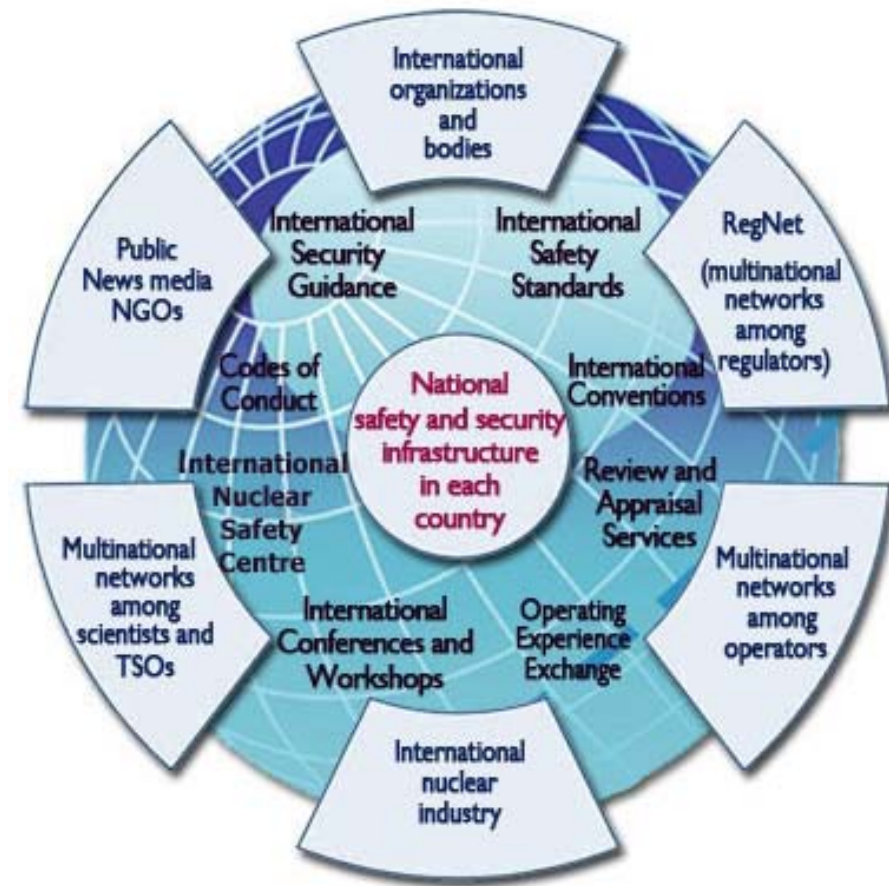 International
organizations
and
bodies
International
Security
Guidance
International
Safety
Standards
RegNet
(multinational
networks
among
regulators)
Public
News media
NGOs
Codes of
Conduct
National
safety and security
infrastructure
in each
country
International
Conventions
International
Nuclear
Safety
Centre
Review and
Appraisal
Services
Multinational
networks
among
scientists and
TSOs
International
Conferences and
Workshops
Operating
Experience
Exchange
Multinational
networks
among
operators
International
nuclear
industry